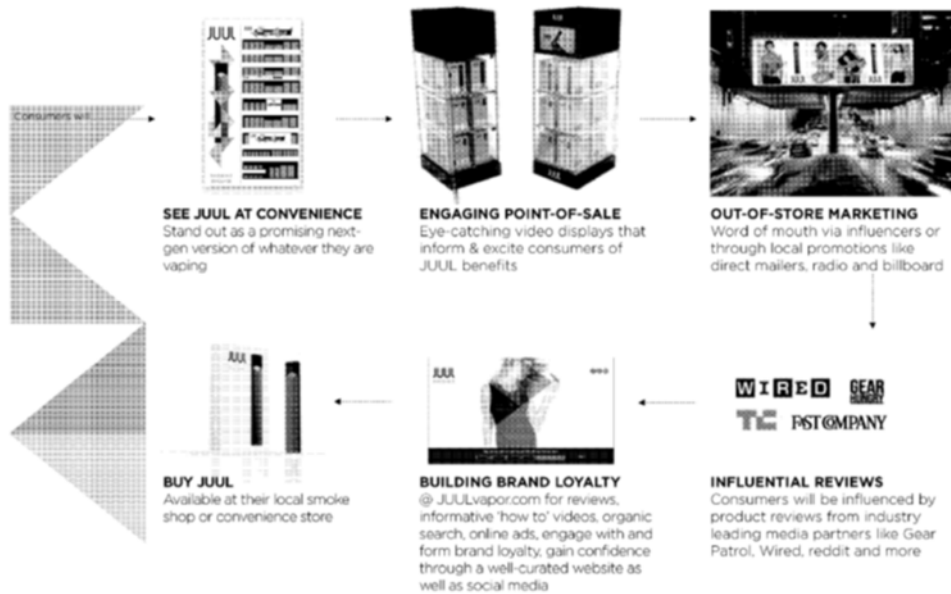 Consumers will
JUUL
JUUL
JUUL
JUUL
SEE JUUL AT CONVENIENCE
Stand out as a promising next-
gen version of whatever they are
vaping
ENGAGING POINT-OF-SALE
Eye-catching video displays that
inform & excite consumers of
JUUL benefits
OUT-OF-STORE MARKETING
Word of mouth via influencers or
through local promotions like
direct mailers, radio and billboard
JUUL
BUY JUUL
Available at their local smoke
shop or convenience store
JUUL
BUILDING BRAND LOYALTY
@ JUULvapor.com for reviews,
informative 'how to' videos, organic
search, online ads, engage with and
form brand loyalty, gain confidence
through a well-curated website as
well as social media
WIRED
GEAR
HUNGRY
TC
FAST COMPANY
INFLUENTIAL REVIEWS
Consumers will be influenced by
product reviews from industry
leading media partners like Gear
Patrol, Wired, reddit and more